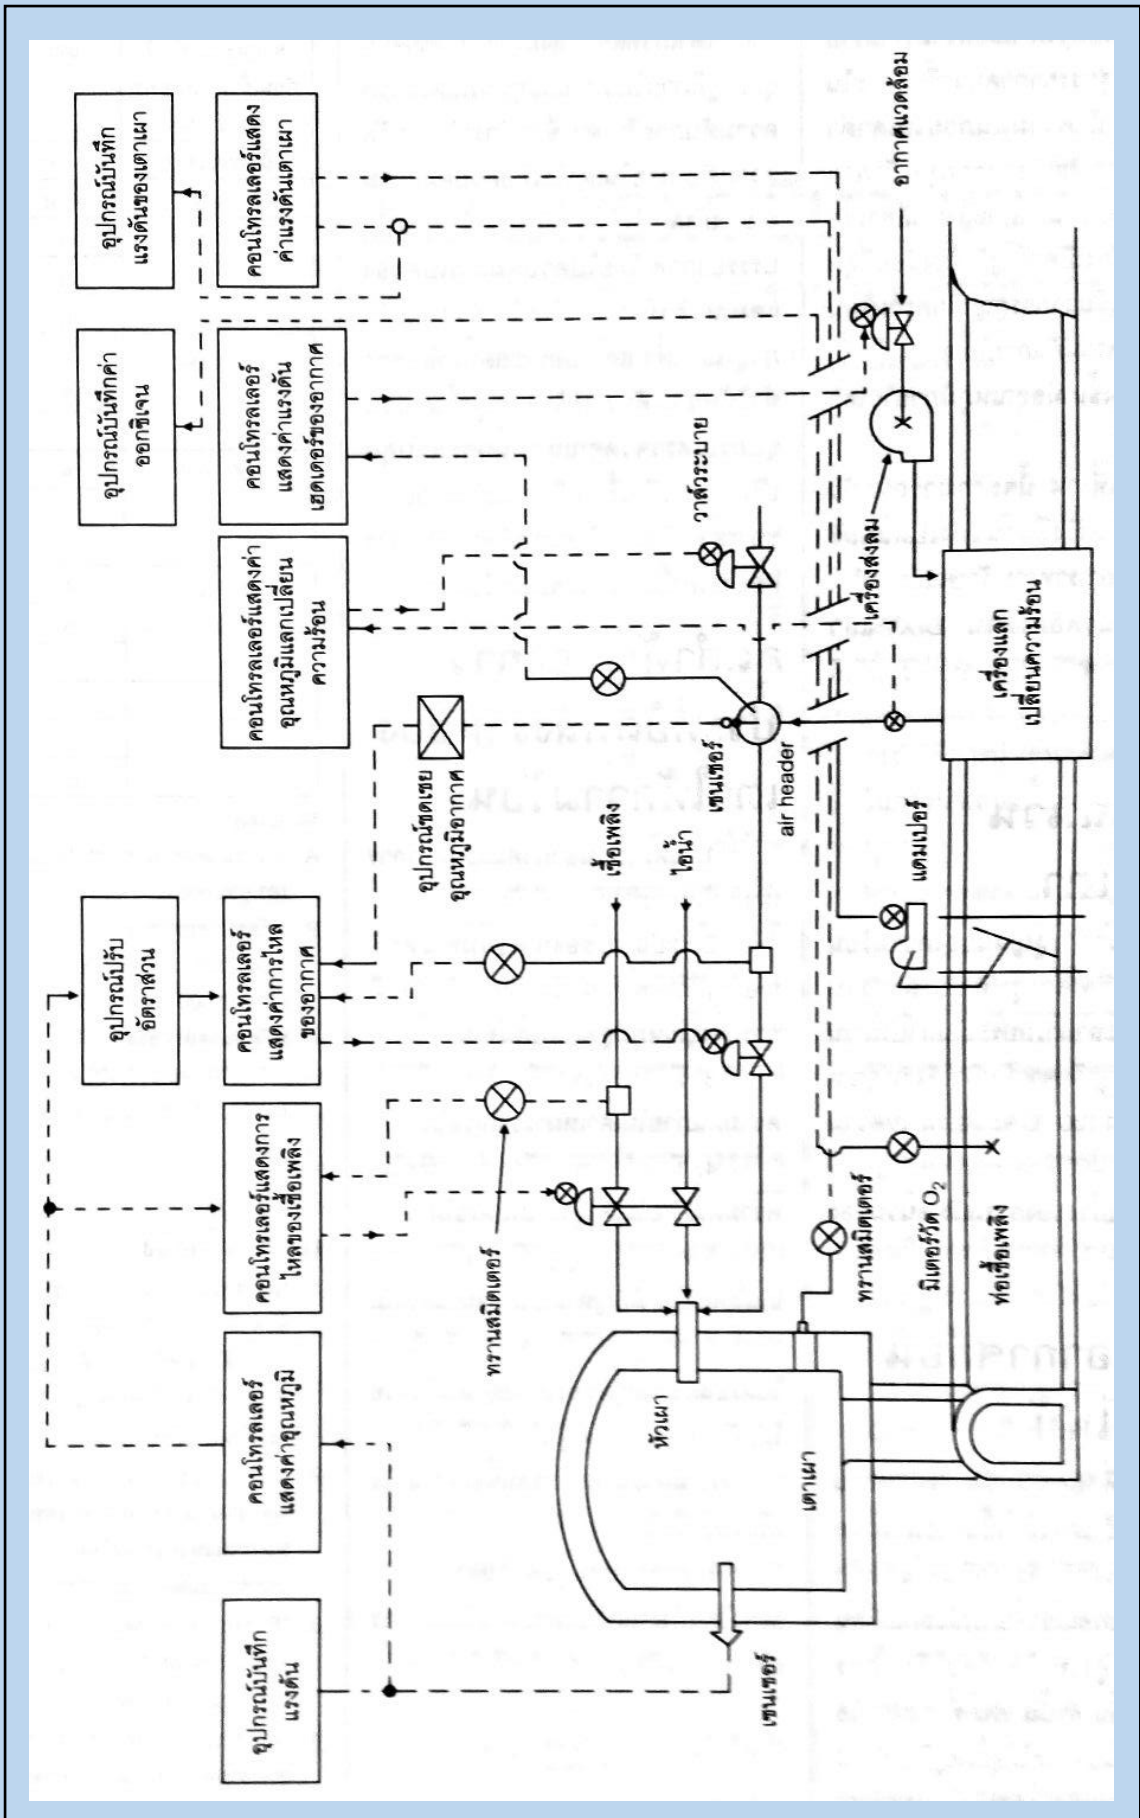 อุปกรณ์บันทึก
แรงดัน
คอนโทรลเลอร์
แสดงค่าอุณหภูมิ
คอนโทรเลอร์แสดงการ
ไหลของเชื้อเพลิง
อุปกรณ์ปรับ
อัตราส่วน
คอนโทรลเลอร์
แสดงค่าการไหล
ของอากาศ
คอนโทรลเลอร์แสดงค่า
อุณหภูมิแลกเปลี่ยน
ความร้อน
อุปกรณ์บันทึกค่า
ออกซิเจน
คอนโทรลเลอร์
แสดงค่าแรงดัน
เฮดเดอร์ของอากาศ
อุปกรณ์บันทึก
แรงดันของเตาเผา
คอนโทรลเลอร์แสดง
ค่าแรงดันเตาเผา
ทรานสมิตเตอร์
อุปกรณ์ชดเชย
อุณหภูมิอากาศ
เชื้อเพลิง
ไอน้ำ
เซนเซอร์
วาล์วระบาย
air header
หัวเผา
เตาเผา
เซนเซอร์
ทรานสมิตเตอร์
มิเตอร์วัด O2
ท่อเชื้อเพลิง
แดมเปอร์
เครื่องส่งลม
อากาศแวดล้อม
เครื่องแลก
เปลี่ยนความร้อน